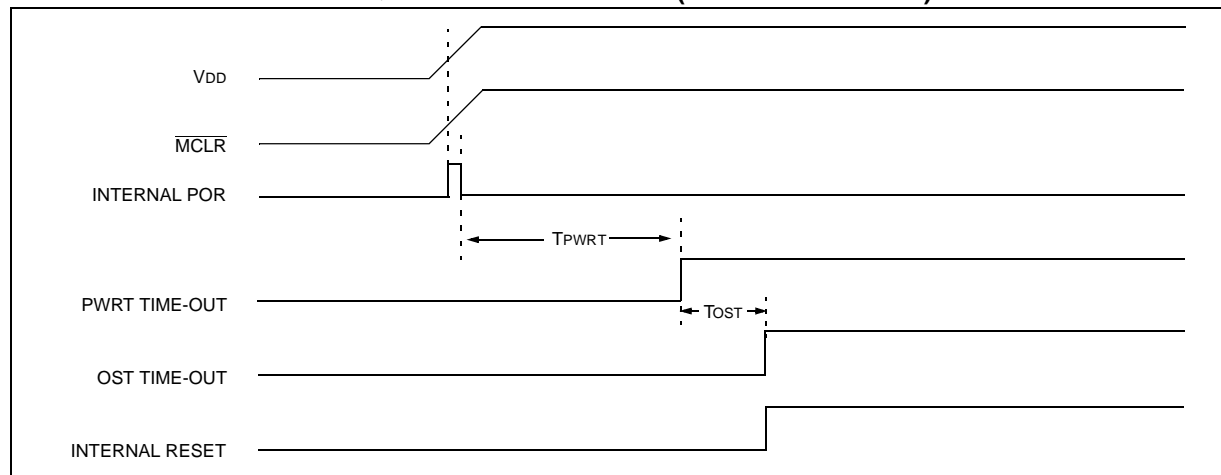 VDD
MCLR
INTERNAL POR
TPWRT
PWRT TIME-OUT
TOST
OST TIME-OUT
INTERNAL RESET